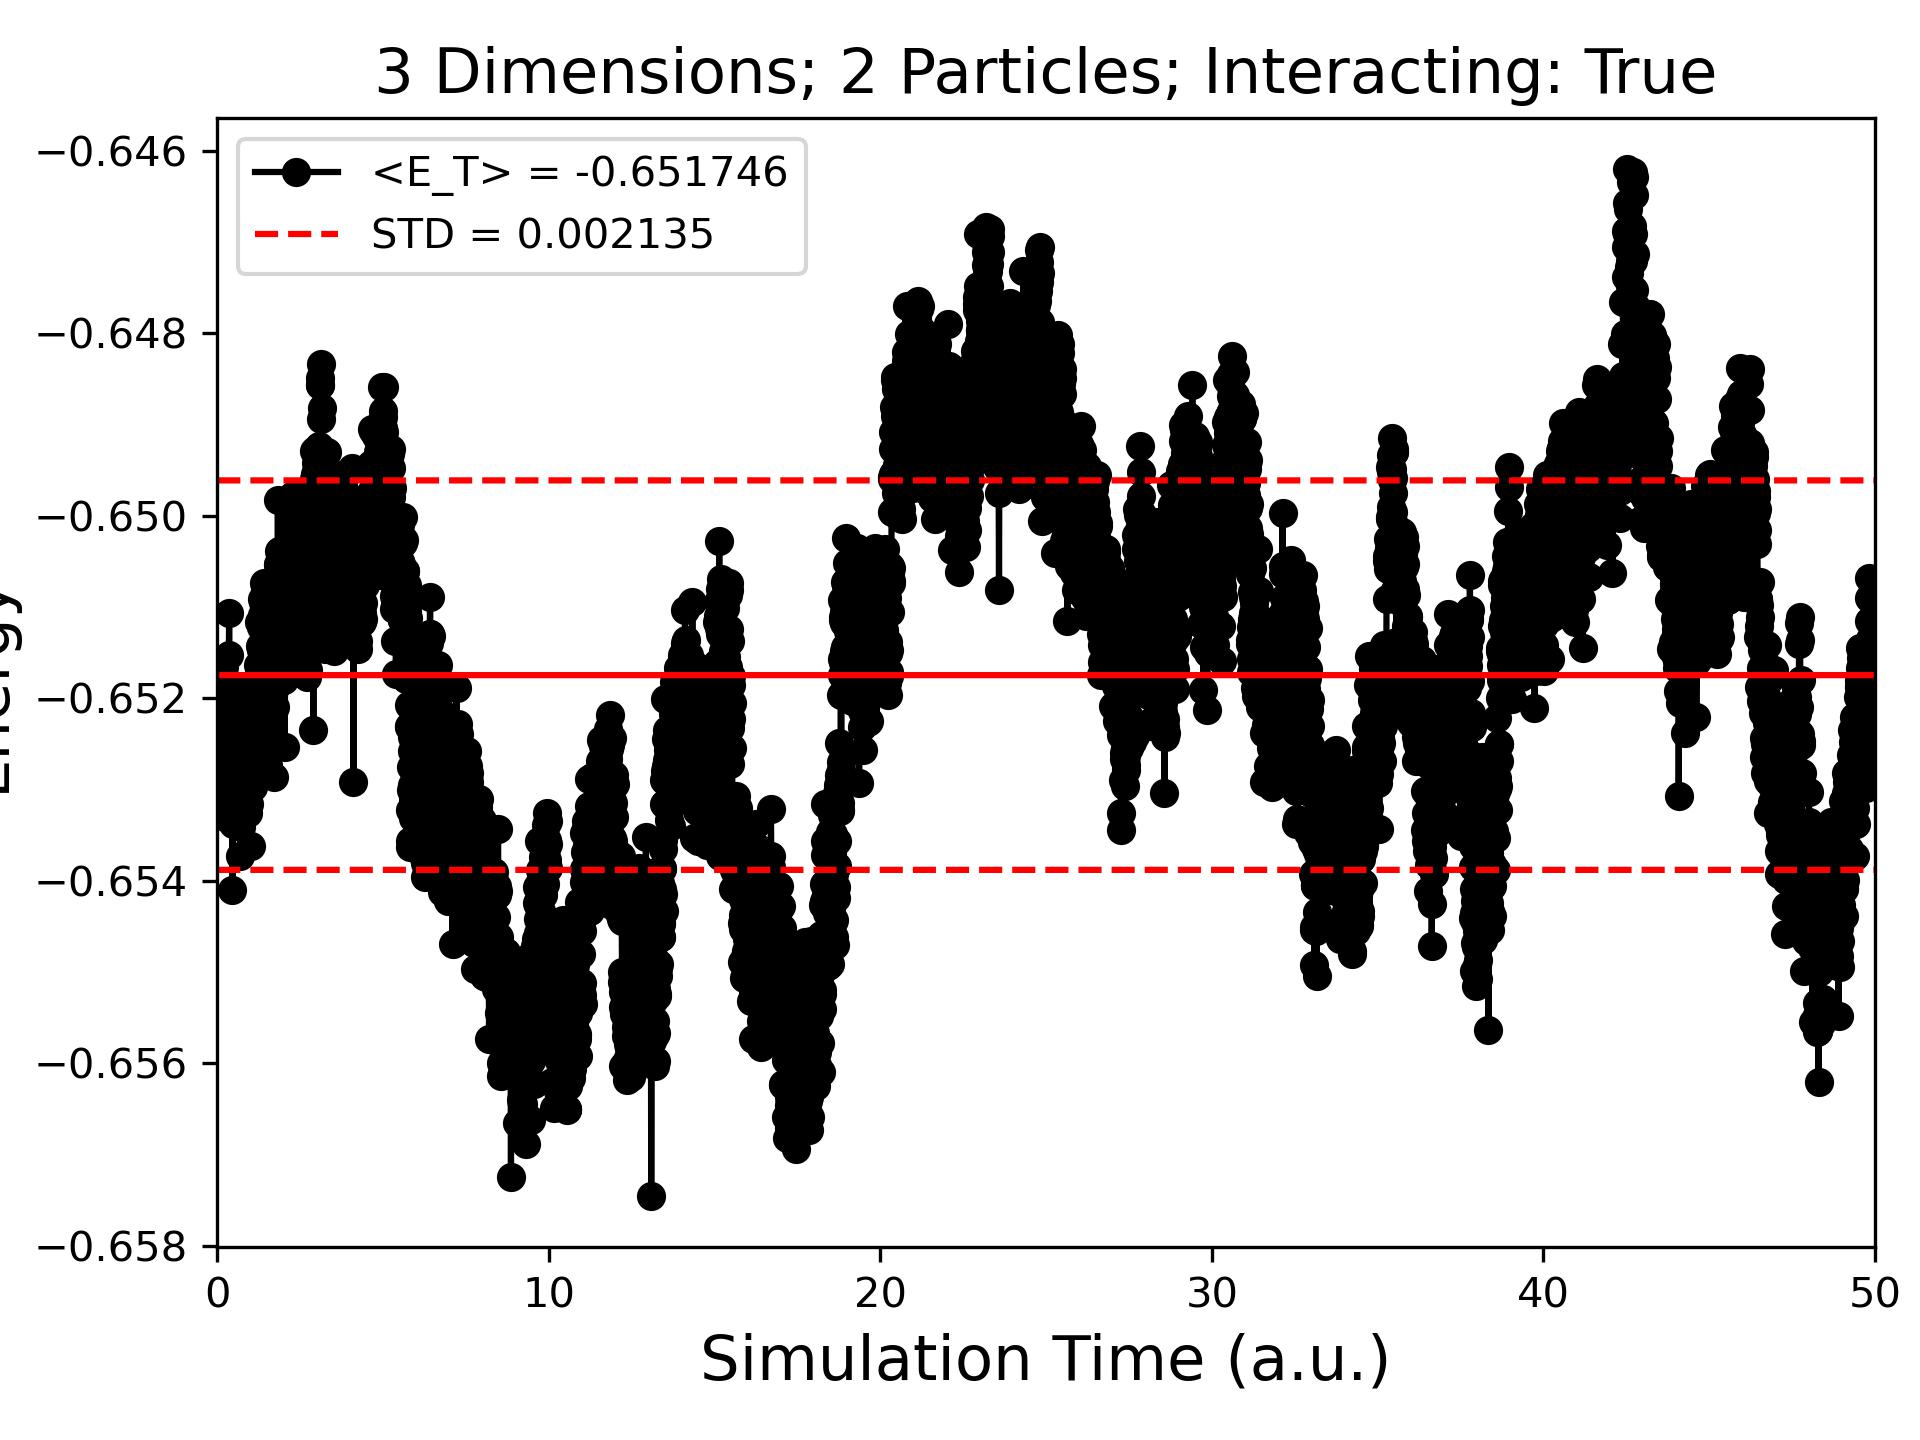 3 Dimensions; 2 Particles; Interacting: True
<E_T> = -0.651746
STD = 0.002135
−0.646
−0.648
−0.650
−0.652
−0.654
−0.656
−0.658
0 10 20 30 40 50
Simulation Time (a.u.)